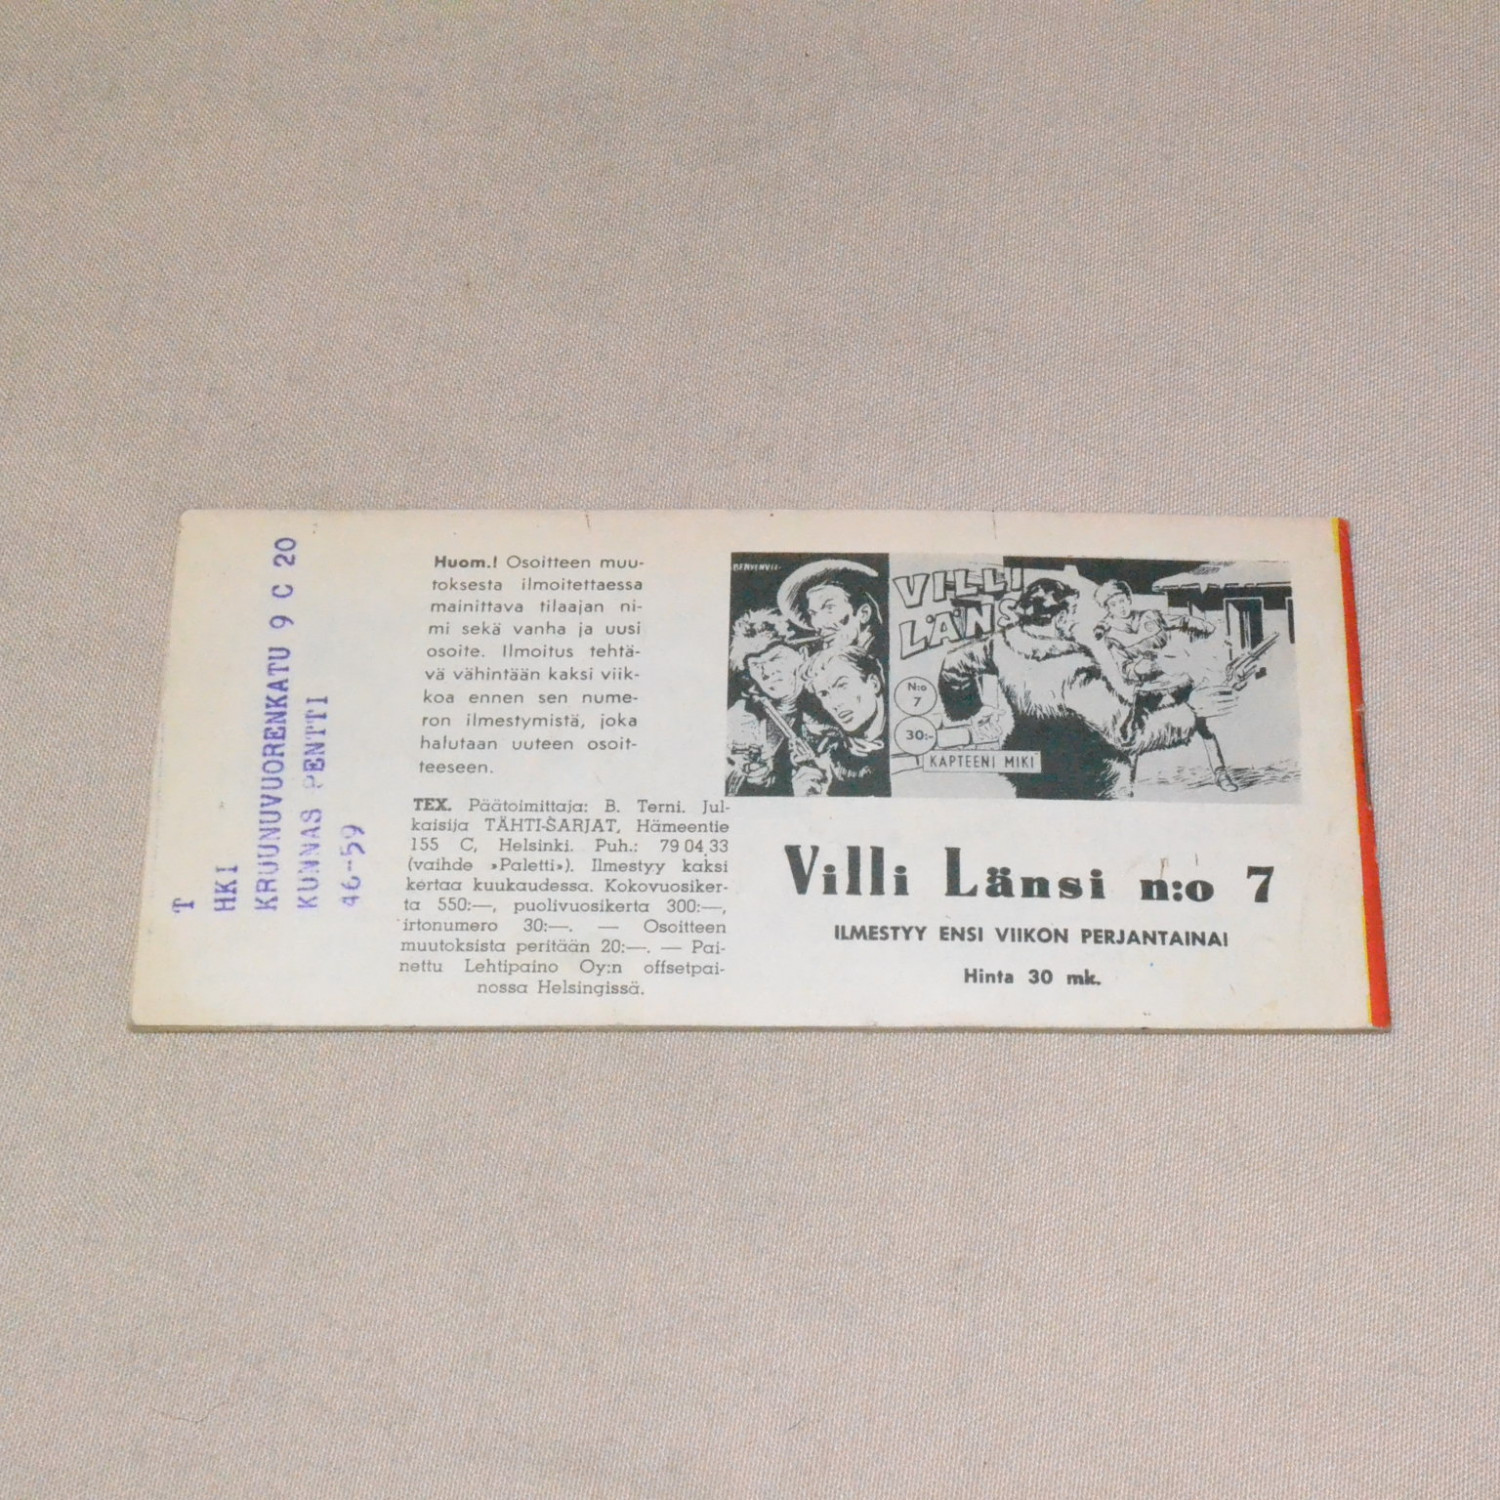 T
HKI
KRUUNUVUORENKATU 9 C 20
KUNNAS PENTTI
46-59
Huom.! Osoitteen muu-
toksesta ilmoitettaessa
mainittava tilaajan ni-
mi sekä vanha ja uusi
osoite. Ilmoitus tehtä-
vä vähintään kaksi viik-
koa ennen sen nume-
ron ilmestymistä, joka
halutaan uuteen osoit-
teeseen.
TEX. Päätoimittaja: B. Terni. Jul-
kaisija TÄHTI-SARJAT, Hämeentie
155 C, Helsinki. Puh.: 79 04 33
(vaihde »Paletti»). Ilmestyy kaksi
kertaa kuukaudessa. Kokovuosiker-
ta 550:—, puolivuosikerta 300:—,
irtonumero 30:—. — Osoitteen
muutoksista peritään 20:—. — Pai-
nettu Lehtipaino Oy:n offsetpai-
nossa Helsingissä.
VILLI
LÄNS
N:o
7
30:-
KAPTEENI MIKI
Villi Länsi n:o 7
ILMESTYY ENSI VIIKON PERJANTAINAI
Hinta 30 mk.